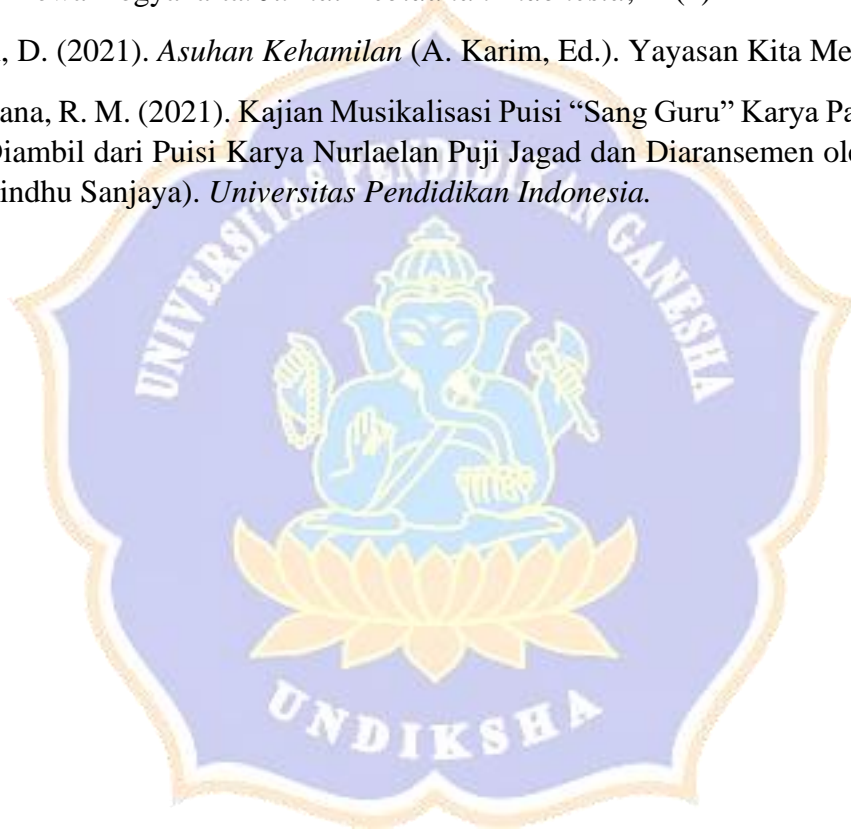 , D. (2021). Asuhan Kehamilan (A. Karim, Ed.). Yayasan Kita Me
ana, R. M. (2021). Kajian Musikalisasi Puisi “Sang Guru” Karya Pa
Diambil dari Puisi Karya Nurlaelan Puji Jagad dan Diaransemen ol
indhu Sanjaya). Universitas Pendidikan Indonesia.
UNIVERSITAS PENDIDIKAN GANESHA
UNDIKSHA